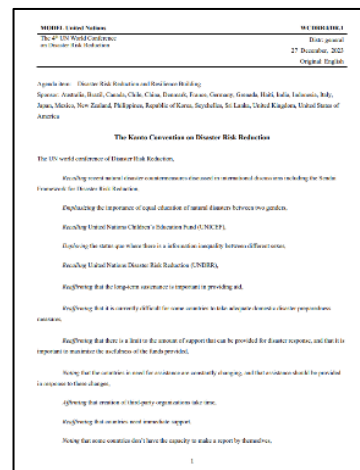 MODEL United Nations
The 4th UN World Conference
on Disaster Risk Reduction
Distr. general
27 December, 2023
Original English
Agenda item: Disaster Risk Reduction and Resilience Building
Sponsor: Australia, Brazil, Canada, Chile, China, Denmark, France, Germany, Grenada, Haiti, India, Indonesia, Italy,
Japan, Mexico, New Zealand, Philippines, Republic of Korea, Seychelles, Sri Lanka, United Kingdom, United States of
America
The Kanto Convention on Disaster Risk Reduction
The UN world conference of Disaster Risk Reduction,
Recalling recent natural disaster countermeasures discussed in international discussions including the Sendai
Framework for Disaster Risk Reduction,
Emphasizing the importance of equal education of natural disasters between two genders,
Recalling United Nations Children's Education Fund (UNICEF),
Deploring the status quo where there is a information inequality between different sexes,
Recalling United Nations Disaster Risk Reduction (UNDRR),
Reaffirming that the long-term sustenance is important in providing aid,
Reaffirming that it is currently difficult for some countries to take adequate domestic disaster preparedness
measures,
Reaffirming that there is a limit to the amount of support that can be provided for disaster response, and that it is
important to maximize the usefulness of the funds provided,
Noting that the countries in need for assistance are constantly changing, and that assistance should be provided
in response to those changes,
Affirming that creation of third-party organizations take time,
Reaffirming that countries need immediate support,
Noting that some countries don't have the capacity to make a report by themselves,
1